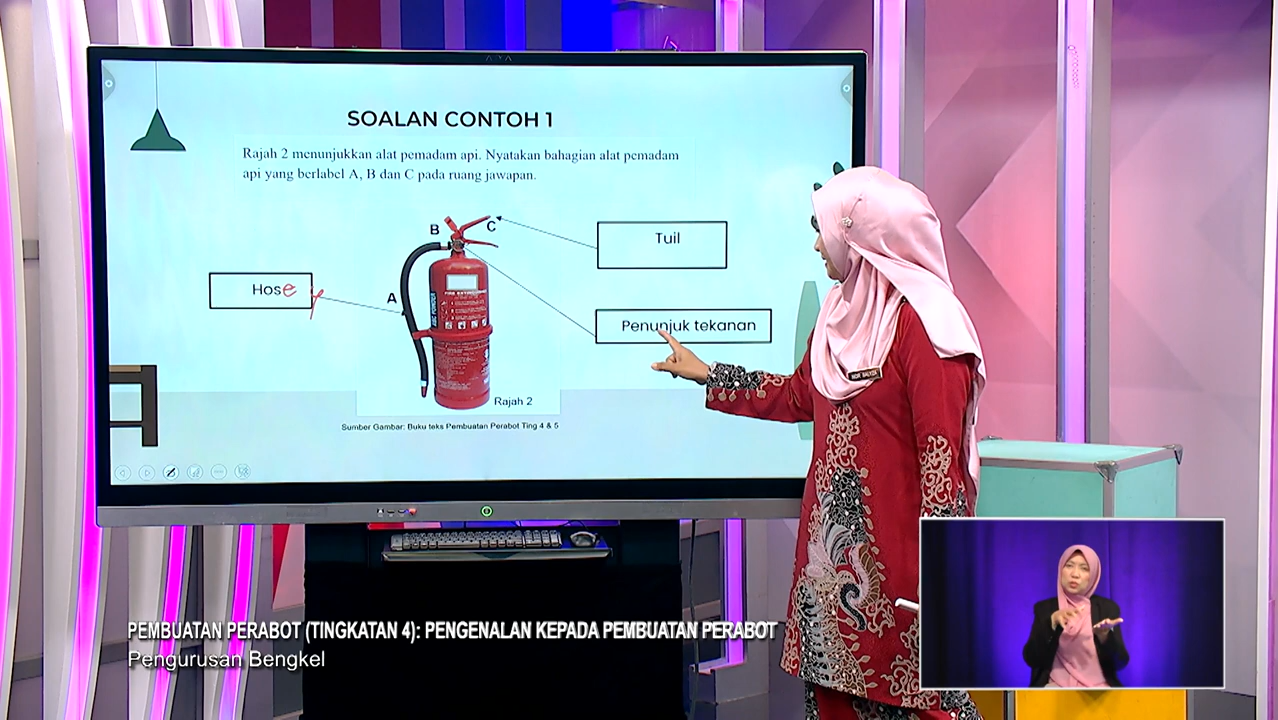 SOALAN CONTOH 1
Rajah 2 menunjukkan alat pemadam api. Nyatakan bahagian alat pemadam
api yang berlabel A, B dan C pada ruang jawapan.
B
C
Tuil
Hose
A
Penunjuk tekanan
FIRE EXTINGUISHER
Rajah 2
Sumber Gambar: Buku teks Pembuatan Perabot Ting 4 & 5
PEMBUATAN PERABOT (TINGKATAN 4): PENGENALAN KEPADA PEMBUATAN PERABOT
Pengurusan Bengkel